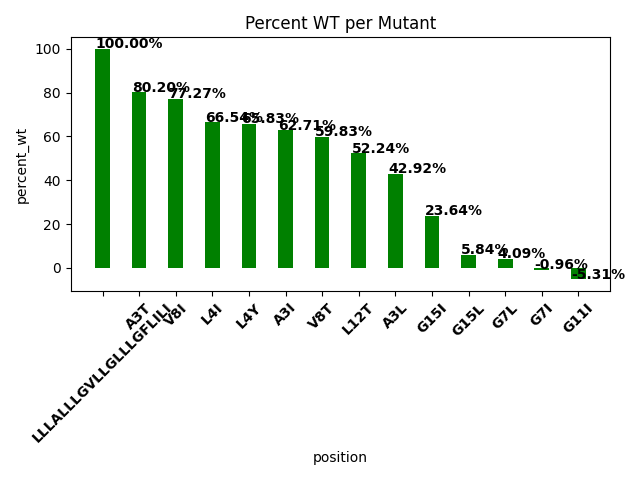 Percent WT per Mutant
percent_wt
100
80
60
40
20
0
100.00%
80.20%
77.27%
66.54%
65.83%
62.71%
59.83%
52.24%
42.92%
23.64%
5.84%
4.09%
-0.96%
-5.31%
LLLALLLGVLLGLLLGFLILI
A3T
V8I
L4I
L4Y
A3I
V8T
L12T
A3L
G15I
G15L
G7L
G7I
G11I
position